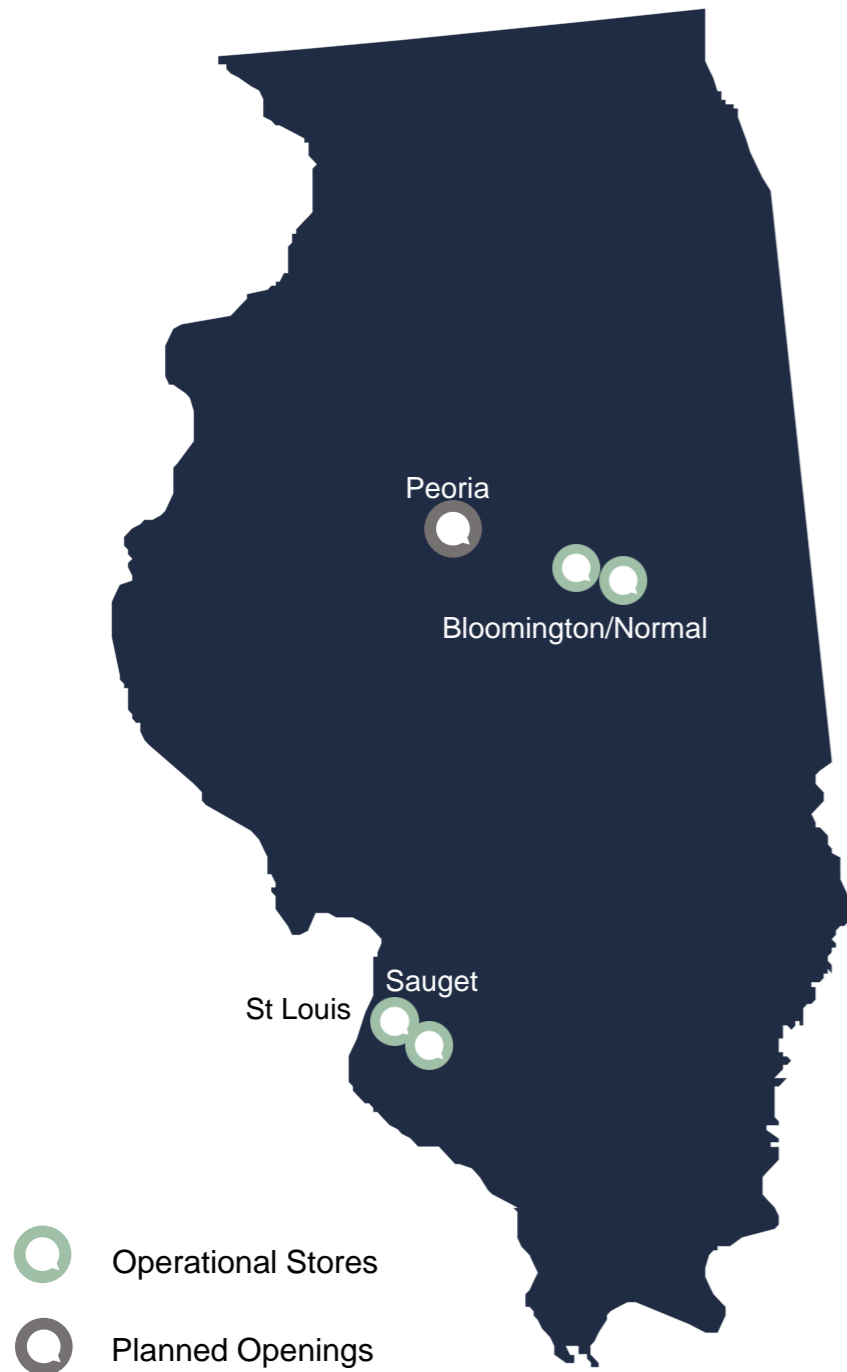 Peoria
Bloomington/Normal
Sauget
St Louis
Operational Stores
Planned Openings